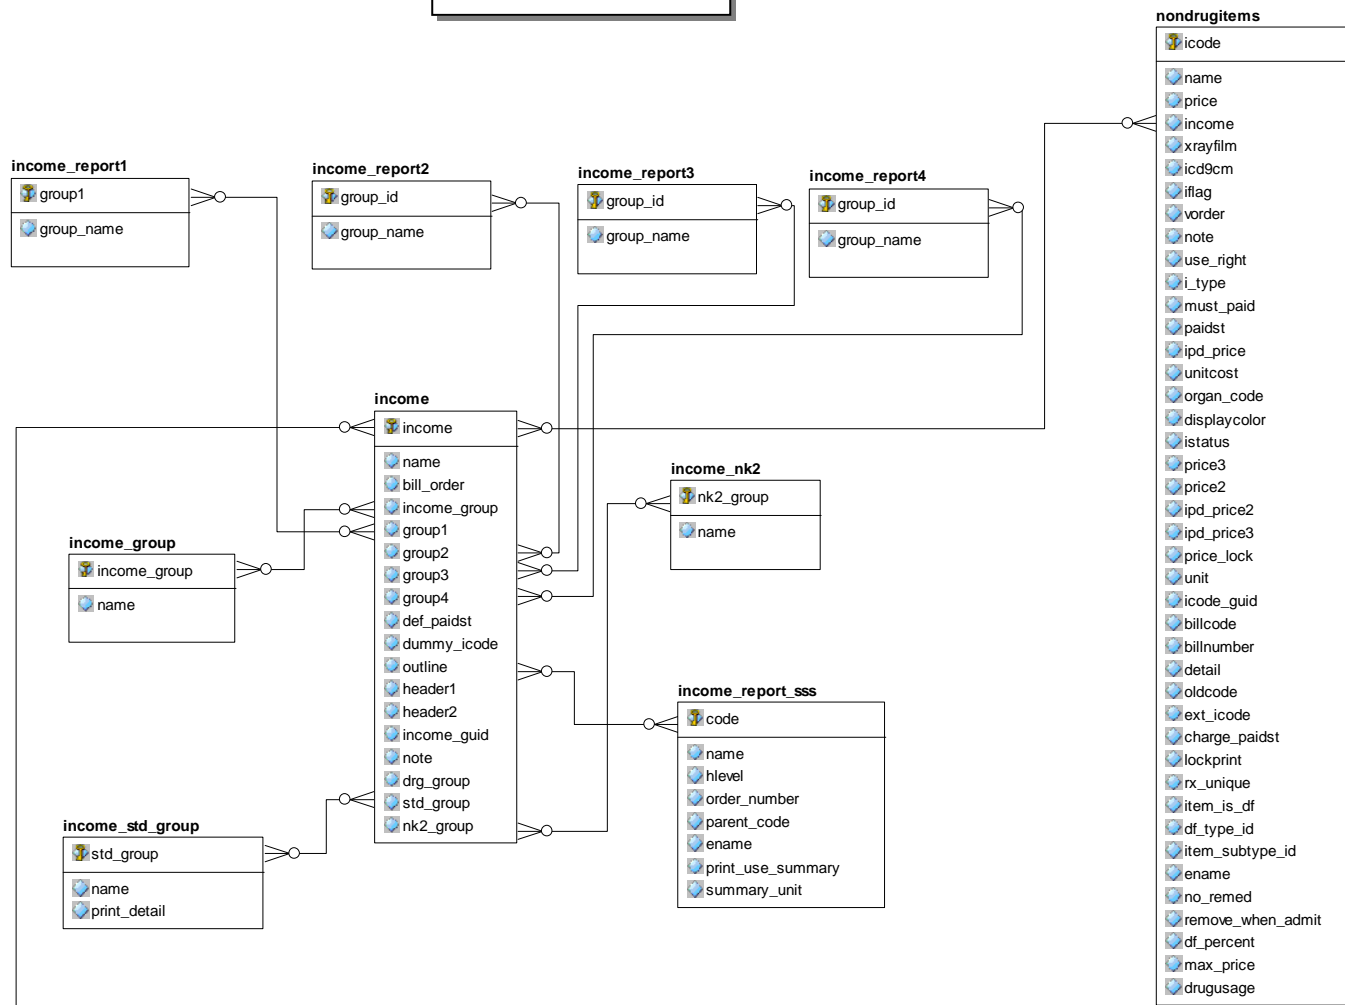 nondrugitems
icode
name
price
income
xrayfilm
icd9cm
iflag
vorder
note
use_right
i_type
must_paid
paidst
ipd_price
unitcost
organ_code
displaycolor
istatus
price3
price2
ipd_price2
ipd_price3
price_lock
unit
icode_guid
billcode
billnumber
detail
oldcode
ext_icode
charge_paidst
lockprint
rx_unique
item_is_df
df_type_id
item_subtype_id
ename
no_remed
remove_when_admit
df_percent
max_price
drugusage
income_report1
group1
group_name
income_report2
group_id
group_name
income_report3
group_id
group_name
income_report4
group_id
group_name
income
income
name
bill_order
income_group
group1
group2
group3
group4
def_paidst
dummy_icode
outline
header1
header2
income_guid
note
drg_group
std_group
nk2_group
income_nk2
nk2_group
name
income_group
income_group
name
income_report_sss
code
name
hlevel
order_number
parent_code
ename
print_use_summary
summary_unit
income_std_group
std_group
name
print_detail